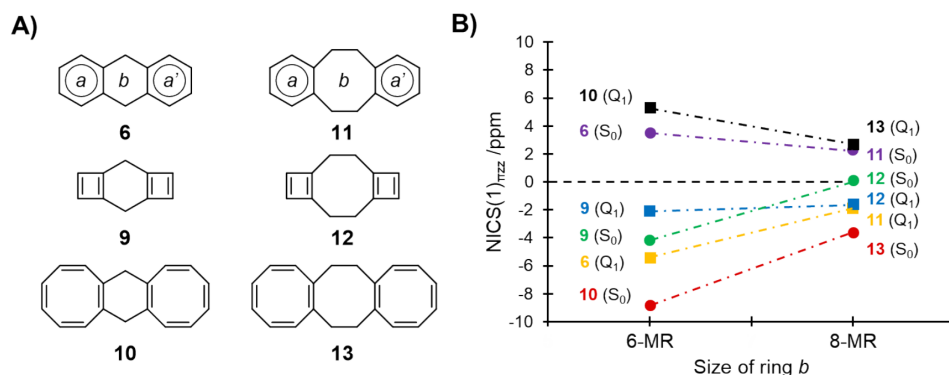 A)
a b a'
6
a b a'
11
9
12
10
13
B)
NICS(1)πzz /ppm
10
8
6
4
2
0
-2
-4
-6
-8
-10
10 (Q1)
6 (S0)
9 (Q1)
9 (S0)
6 (Q1)
10 (S0)
13 (Q1)
11 (S0)
12 (S0)
12 (Q1)
11 (Q1)
13 (S0)
6-MR 8-MR
Size of ring b